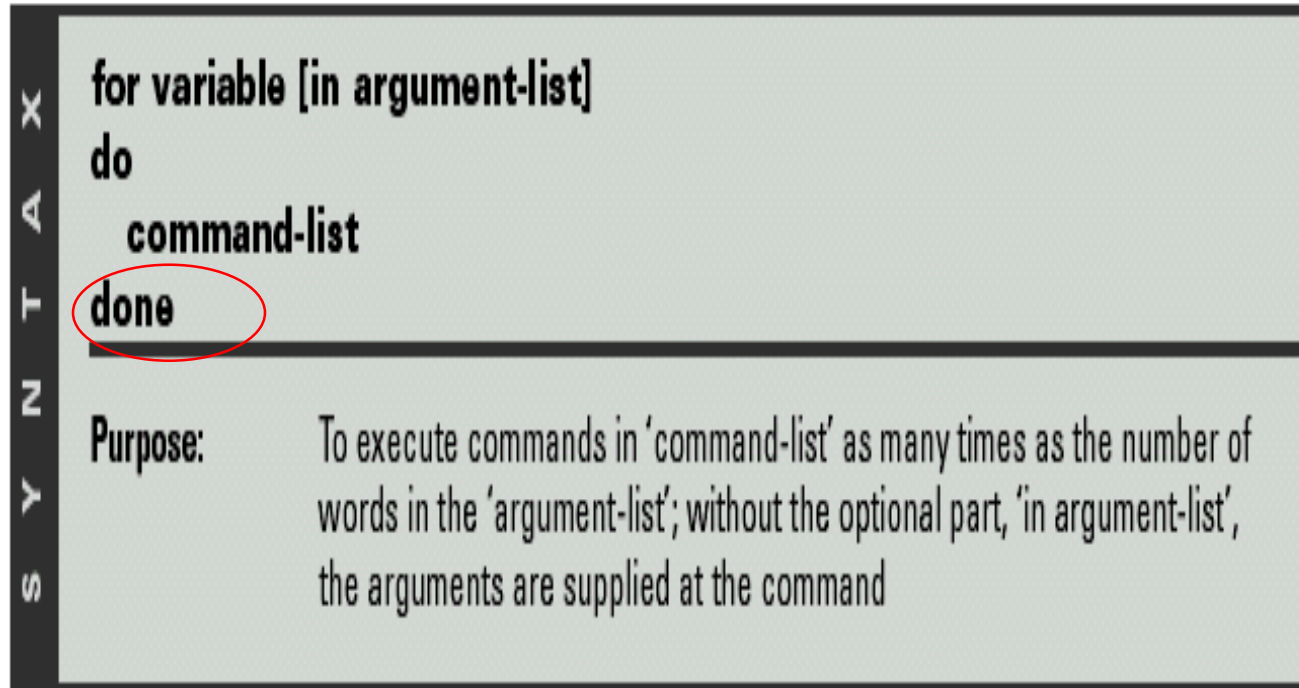 SYNTAX
for variable [in argument-list]
do
command-list
done
Purpose: To execute commands in ‘command-list’ as many times as the number of
words in the ‘argument-list’; without the optional part, ‘in argument-list’,
the arguments are supplied at the command